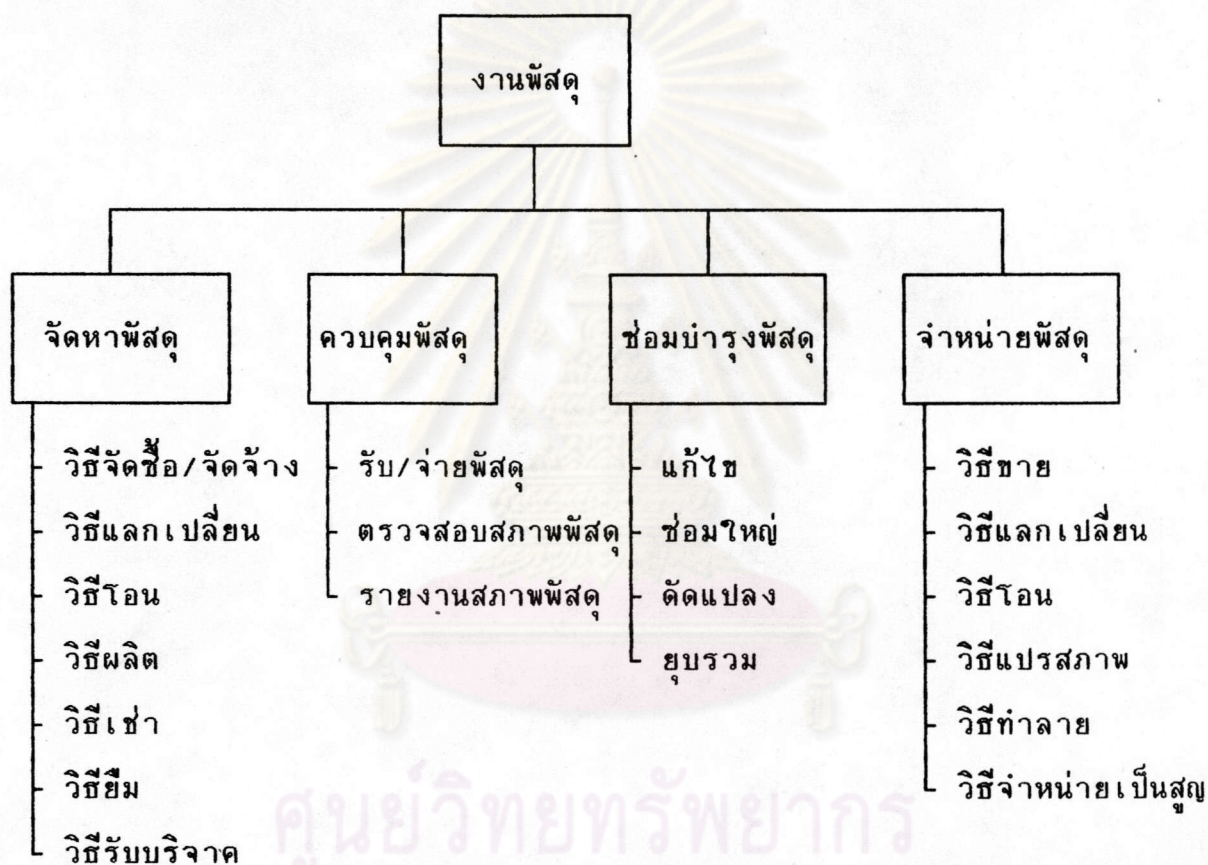 งานพัสดุ
จัดหาพัสดุ
วิธีจัดซื้อ/จัดจ้าง
วิธีแลกเปลี่ยน
วิธีโอน
วิธีผลิต
วิธีเช่า
วิธียืม
วิธีรับบริจาค
ควบคุมพัสดุ
รับ/จ่ายพัสดุ
ตรวจสอบสภาพพัสดุ
รายงานสภาพพัสดุ
ซ่อมบำรุงพัสดุ
แก้ไข
ซ่อมใหญ่
ดัดแปลง
ยุบรวม
จำหน่ายพัสดุ
วิธีขาย
วิธีแลกเปลี่ยน
วิธีโอน
วิธีแปรสภาพ
วิธีทำลาย
วิธีจำหน่ายเป็นสูญ
ศูนย์วิทยทรัพยากร